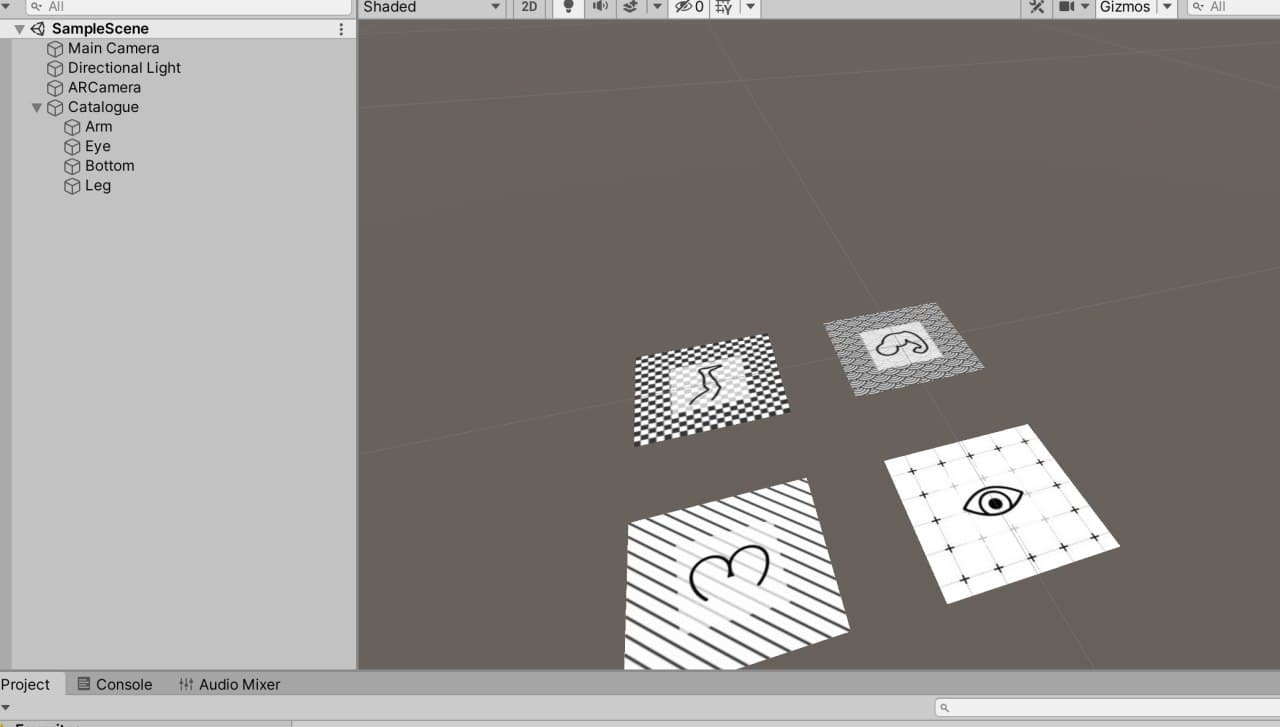 All
Shaded
2D
0
Gizmos
All
SampleScene
Main Camera
Directional Light
ARCamera
Catalogue
Arm
Eye
Bottom
Leg
Project
Console
Audio Mixer